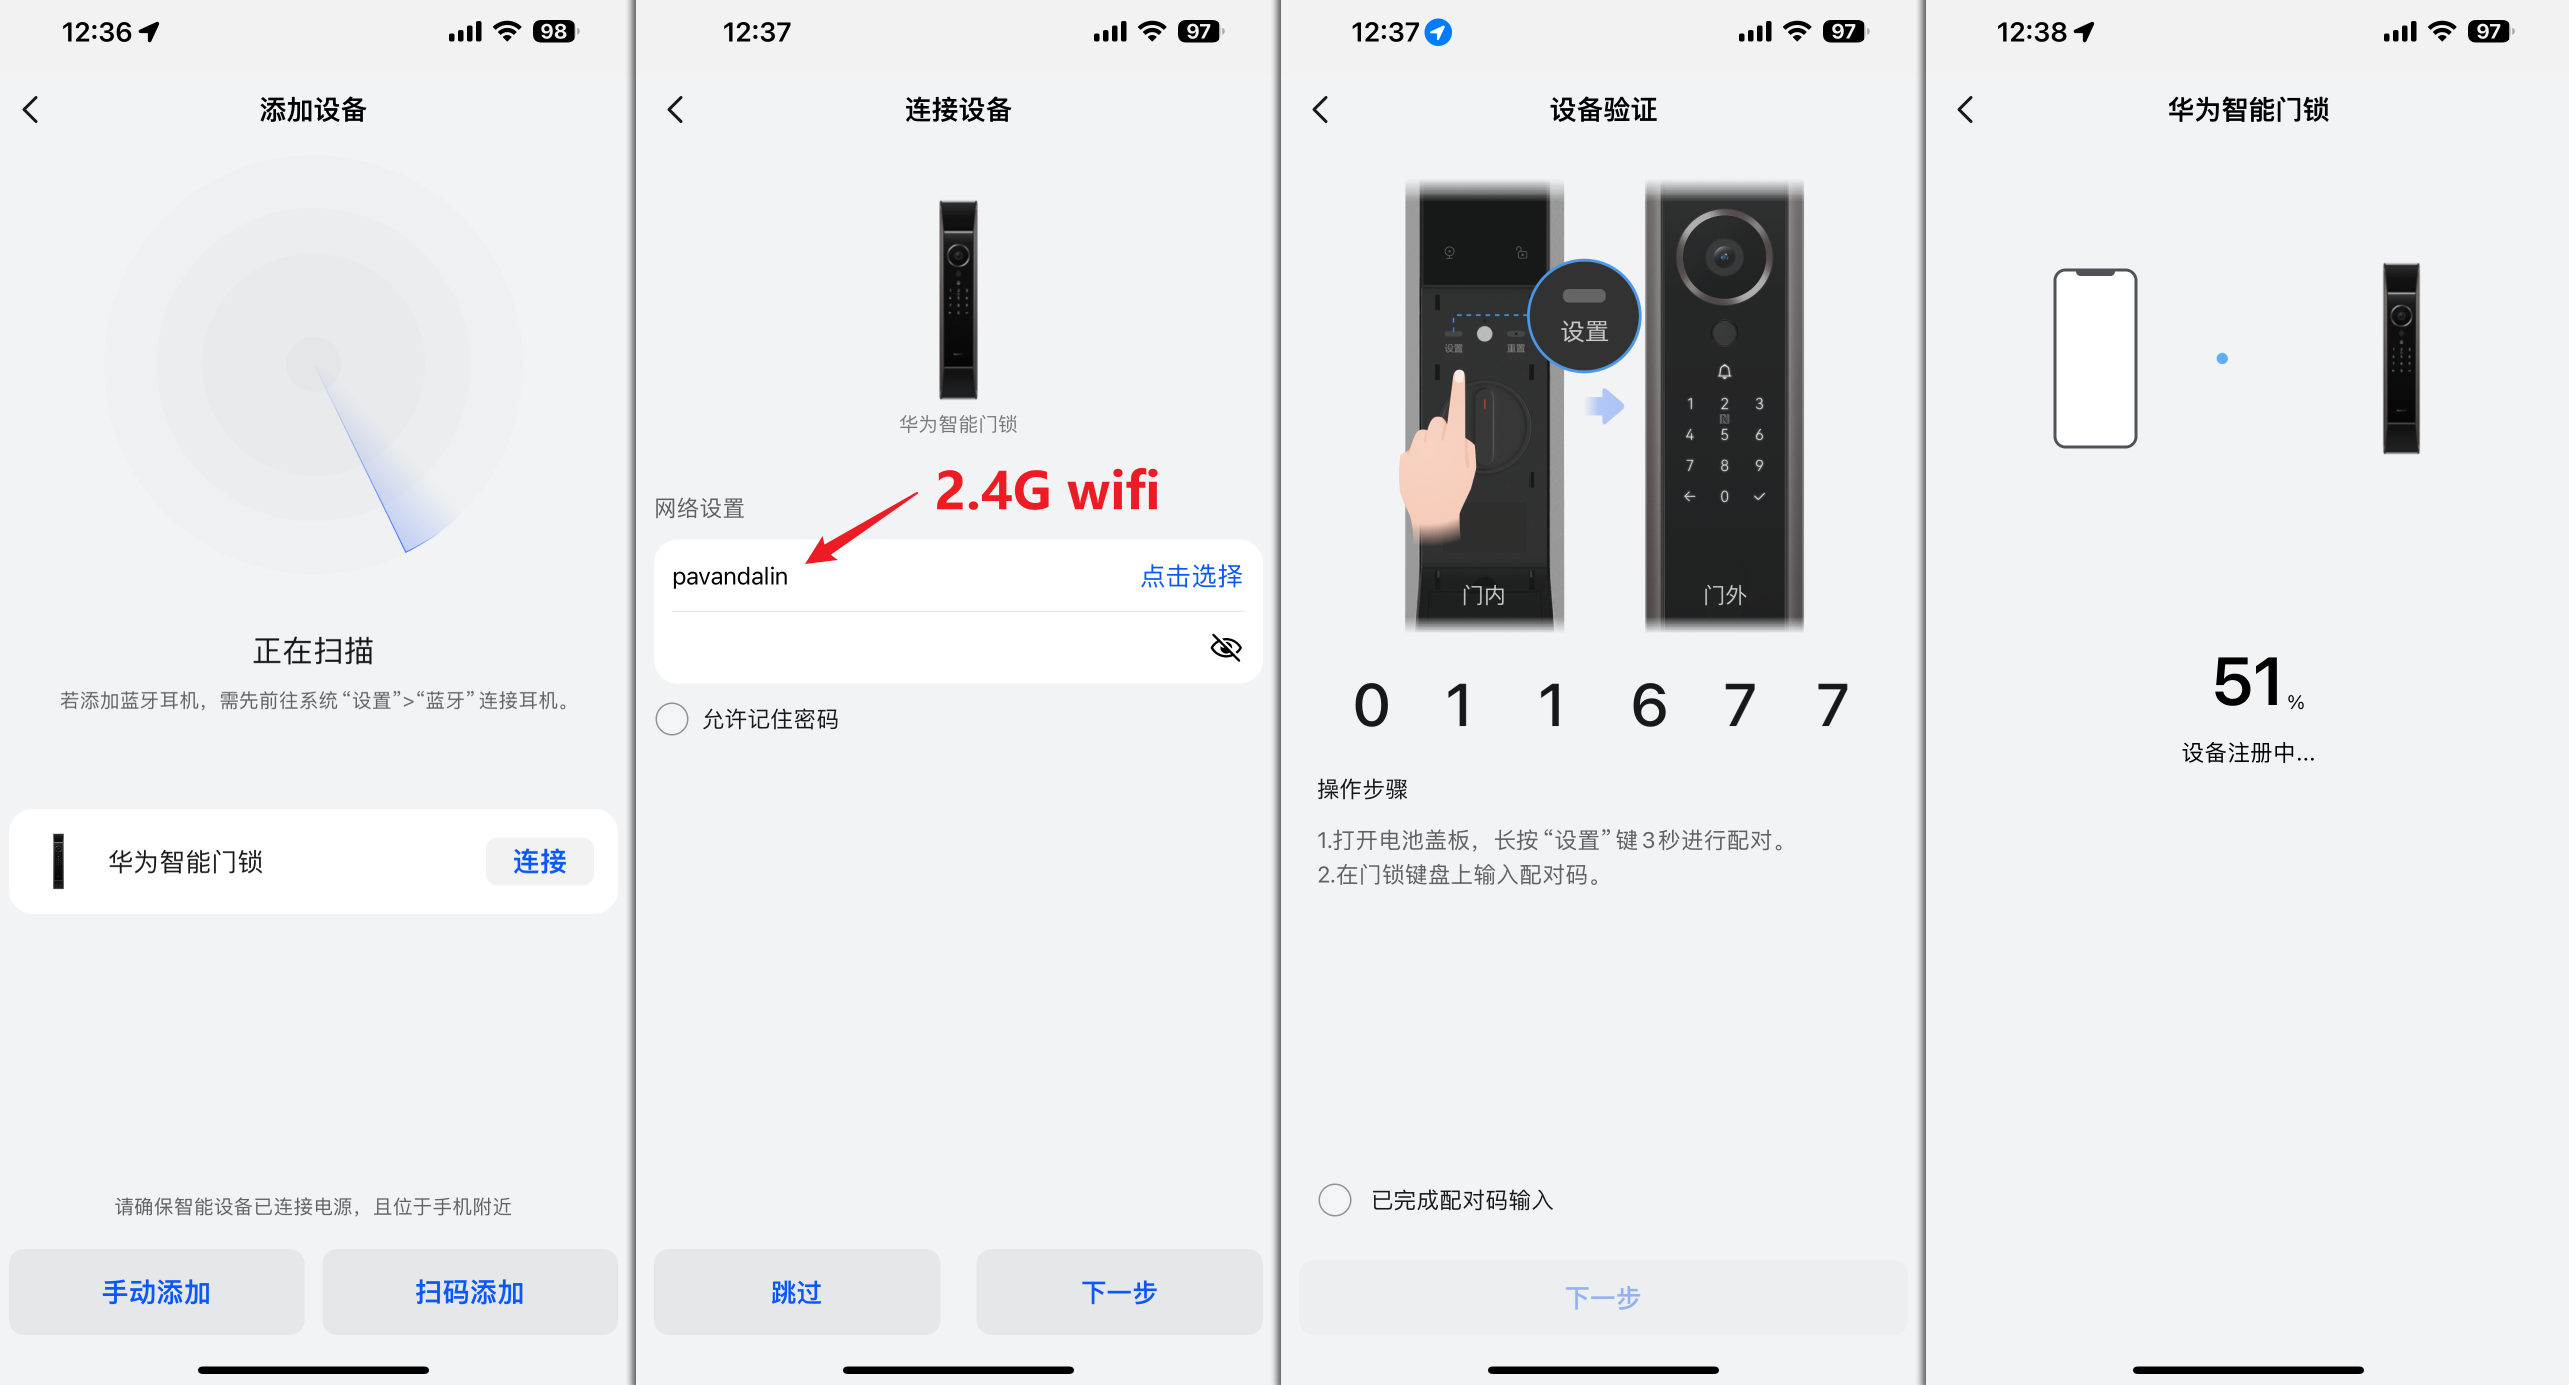 12:36
98
添加设备
正在扫描
若添加蓝牙耳机，需先前往系统“设置”>“蓝牙”连接耳机。
华为智能门锁
连接
请确保智能设备已连接电源，且位于手机附近
手动添加
扫码添加
12:37
97
连接设备
华为智能门锁
2.4G wifi
网络设置
pavandalin
点击选择
允许记住密码
跳过
下一步
12:37
97
设备验证
设置
设置
重置
1 2 3
4 5 6
7 8 9
0
门内
门外
0 1 1 6 7 7
操作步骤
1.打开电池盖板，长按“设置”键3秒进行配对。
2.在门锁键盘上输入配对码。
已完成配对码输入
下一步
12:38
97
华为智能门锁
51%
设备注册中...